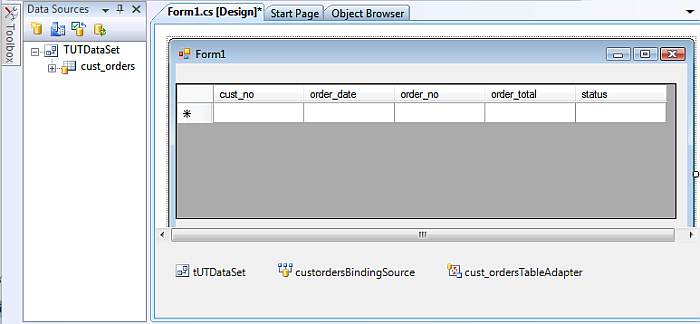 Toolbox
Data Sources
TUTDataSet
cust_orders
Form1.cs [Design]* Start Page Object Browser
Form1
cust_no order_date order_no order_total status
tUTDataSet custordersBindingSource cust_ordersTableAdapter